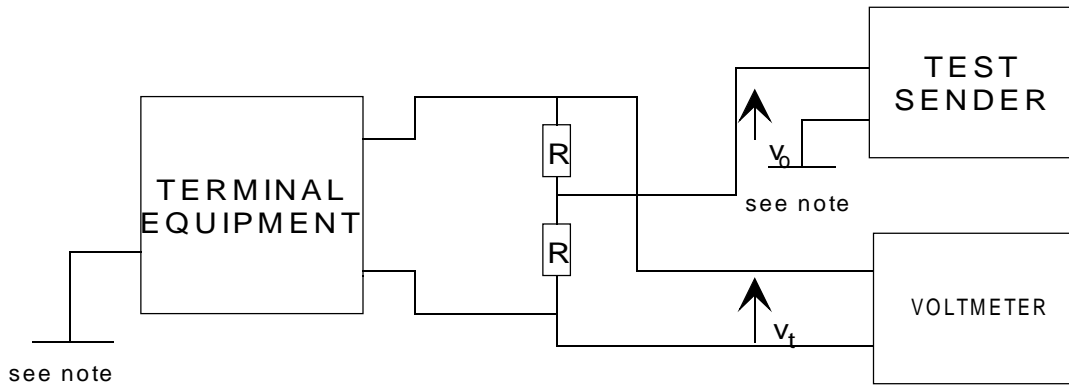 TEST
SENDER
R
V₀
TERMINAL
EQUIPMENT
see note
R
VOLTMETER
Vₜ
see note